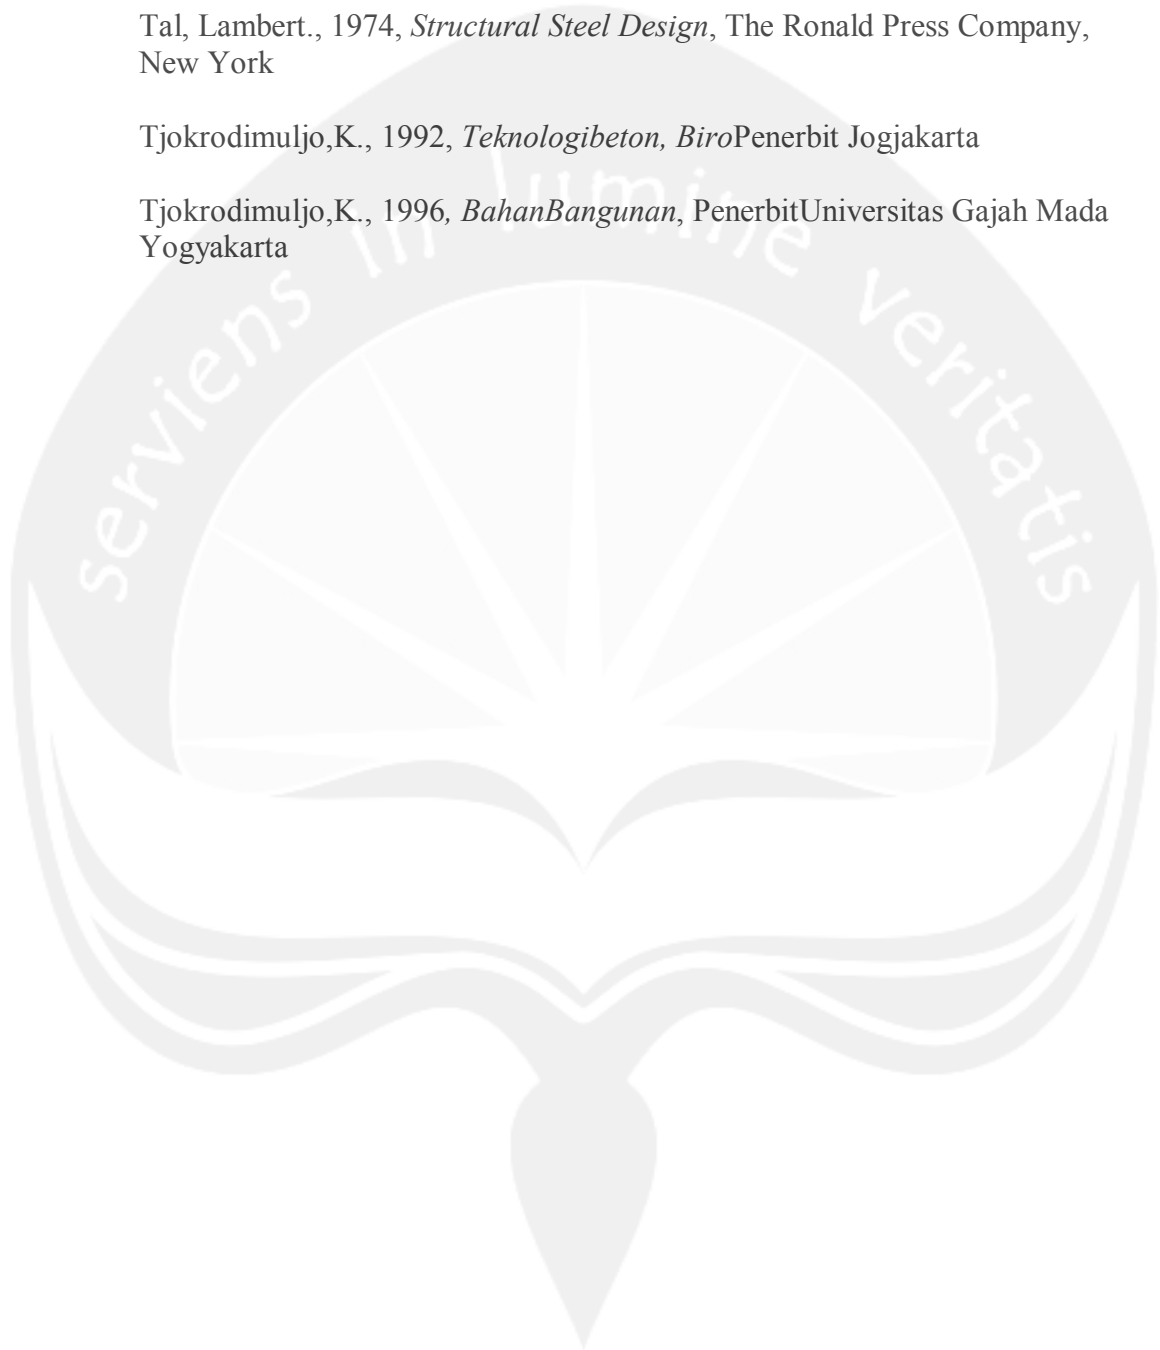 Tal, Lambert., 1974, Structural Steel Design, The Ronald Press Company,
New York
Tjokrodimuljo,K., 1992, Teknologibeton, BiroPenerbit Jogjakarta
Tjokrodimuljo,K., 1996, BahanBangunan, PenerbitUniversitas Gajah Mada
Yogyakarta
serviens in lumine veritatis